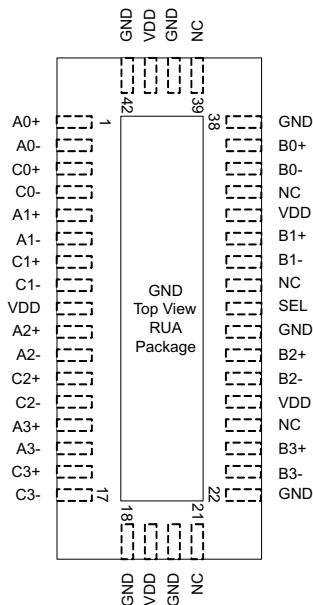 GND VDD GND NC
42 39
A0+ 1 38 GND
A0- B0+
C0+ B0-
C0- NC
A1+ VDD
A1- B1+
C1+ B1-
C1- NC
VDD SEL
A2+ GND
A2- B2+
C2+ B2-
C2- VDD
A3+ NC
A3- B3+
C3+ B3-
C3- 17 22 GND
GND
Top View
RUA
Package
18 21
GND VDD GND NC